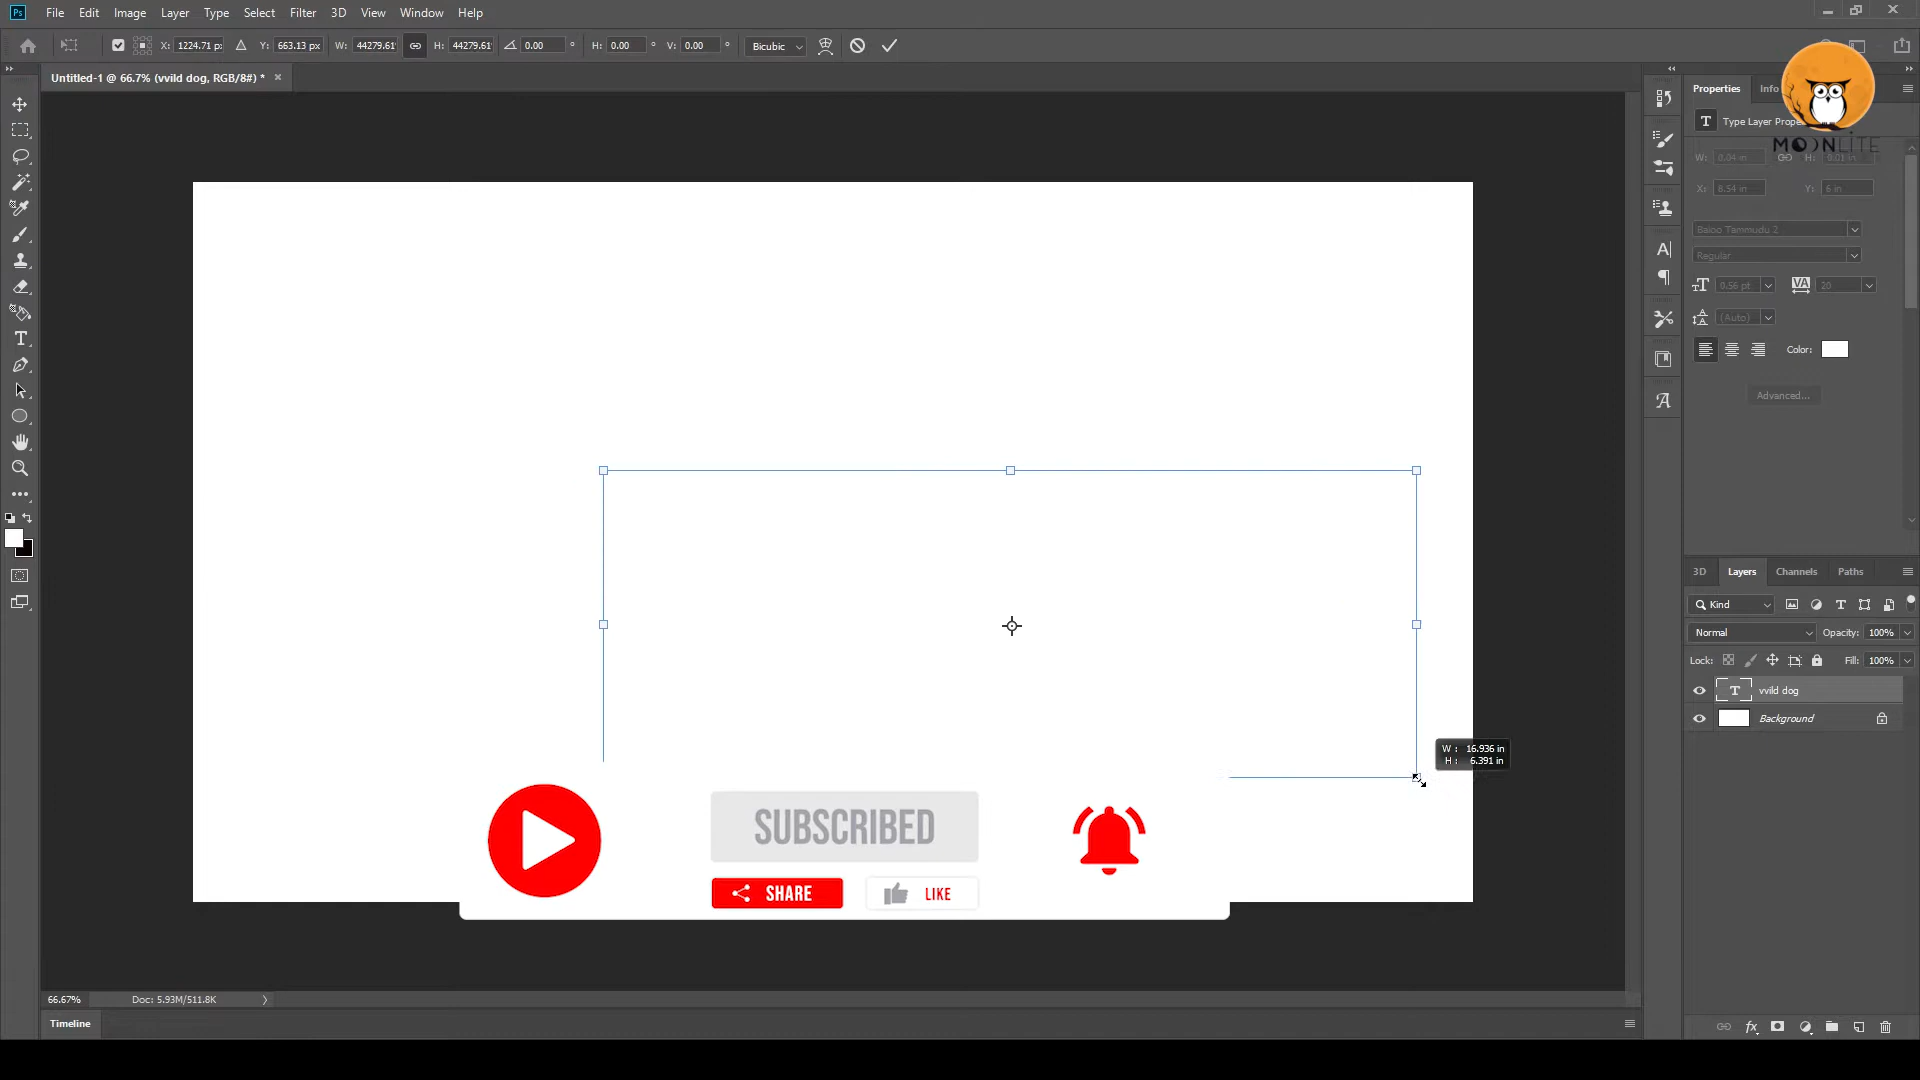 Ps File Edit Image Layer Type Select Filter 3D View Window Help
X: 1224.71 px Y: 663.13 px W: 44279.61 H: 44279.61 0.00 ° H: 0.00 ° V: 0.00 ° Bicubic
Untitled-1 @ 66.7% (vvild dog, RGB/8#) * ×
Properties Info
Type Layer Prope
MOONLITE
W: 0.04 in H: 0.01 in
X: 8.54 in Y: 6 in
Baloo Tammudu 2
Regular
0.56 pt VA 20
(Auto)
Color:
Advanced...
3D Layers Channels Paths
Kind
Normal Opacity: 100%
Lock: Fill: 100%
T vvild dog
Background
W : 16.936 in
H : 6.391 in
SUBSCRIBED
SHARE LIKE
66.67% Doc: 5.93M/511.8K
Timeline